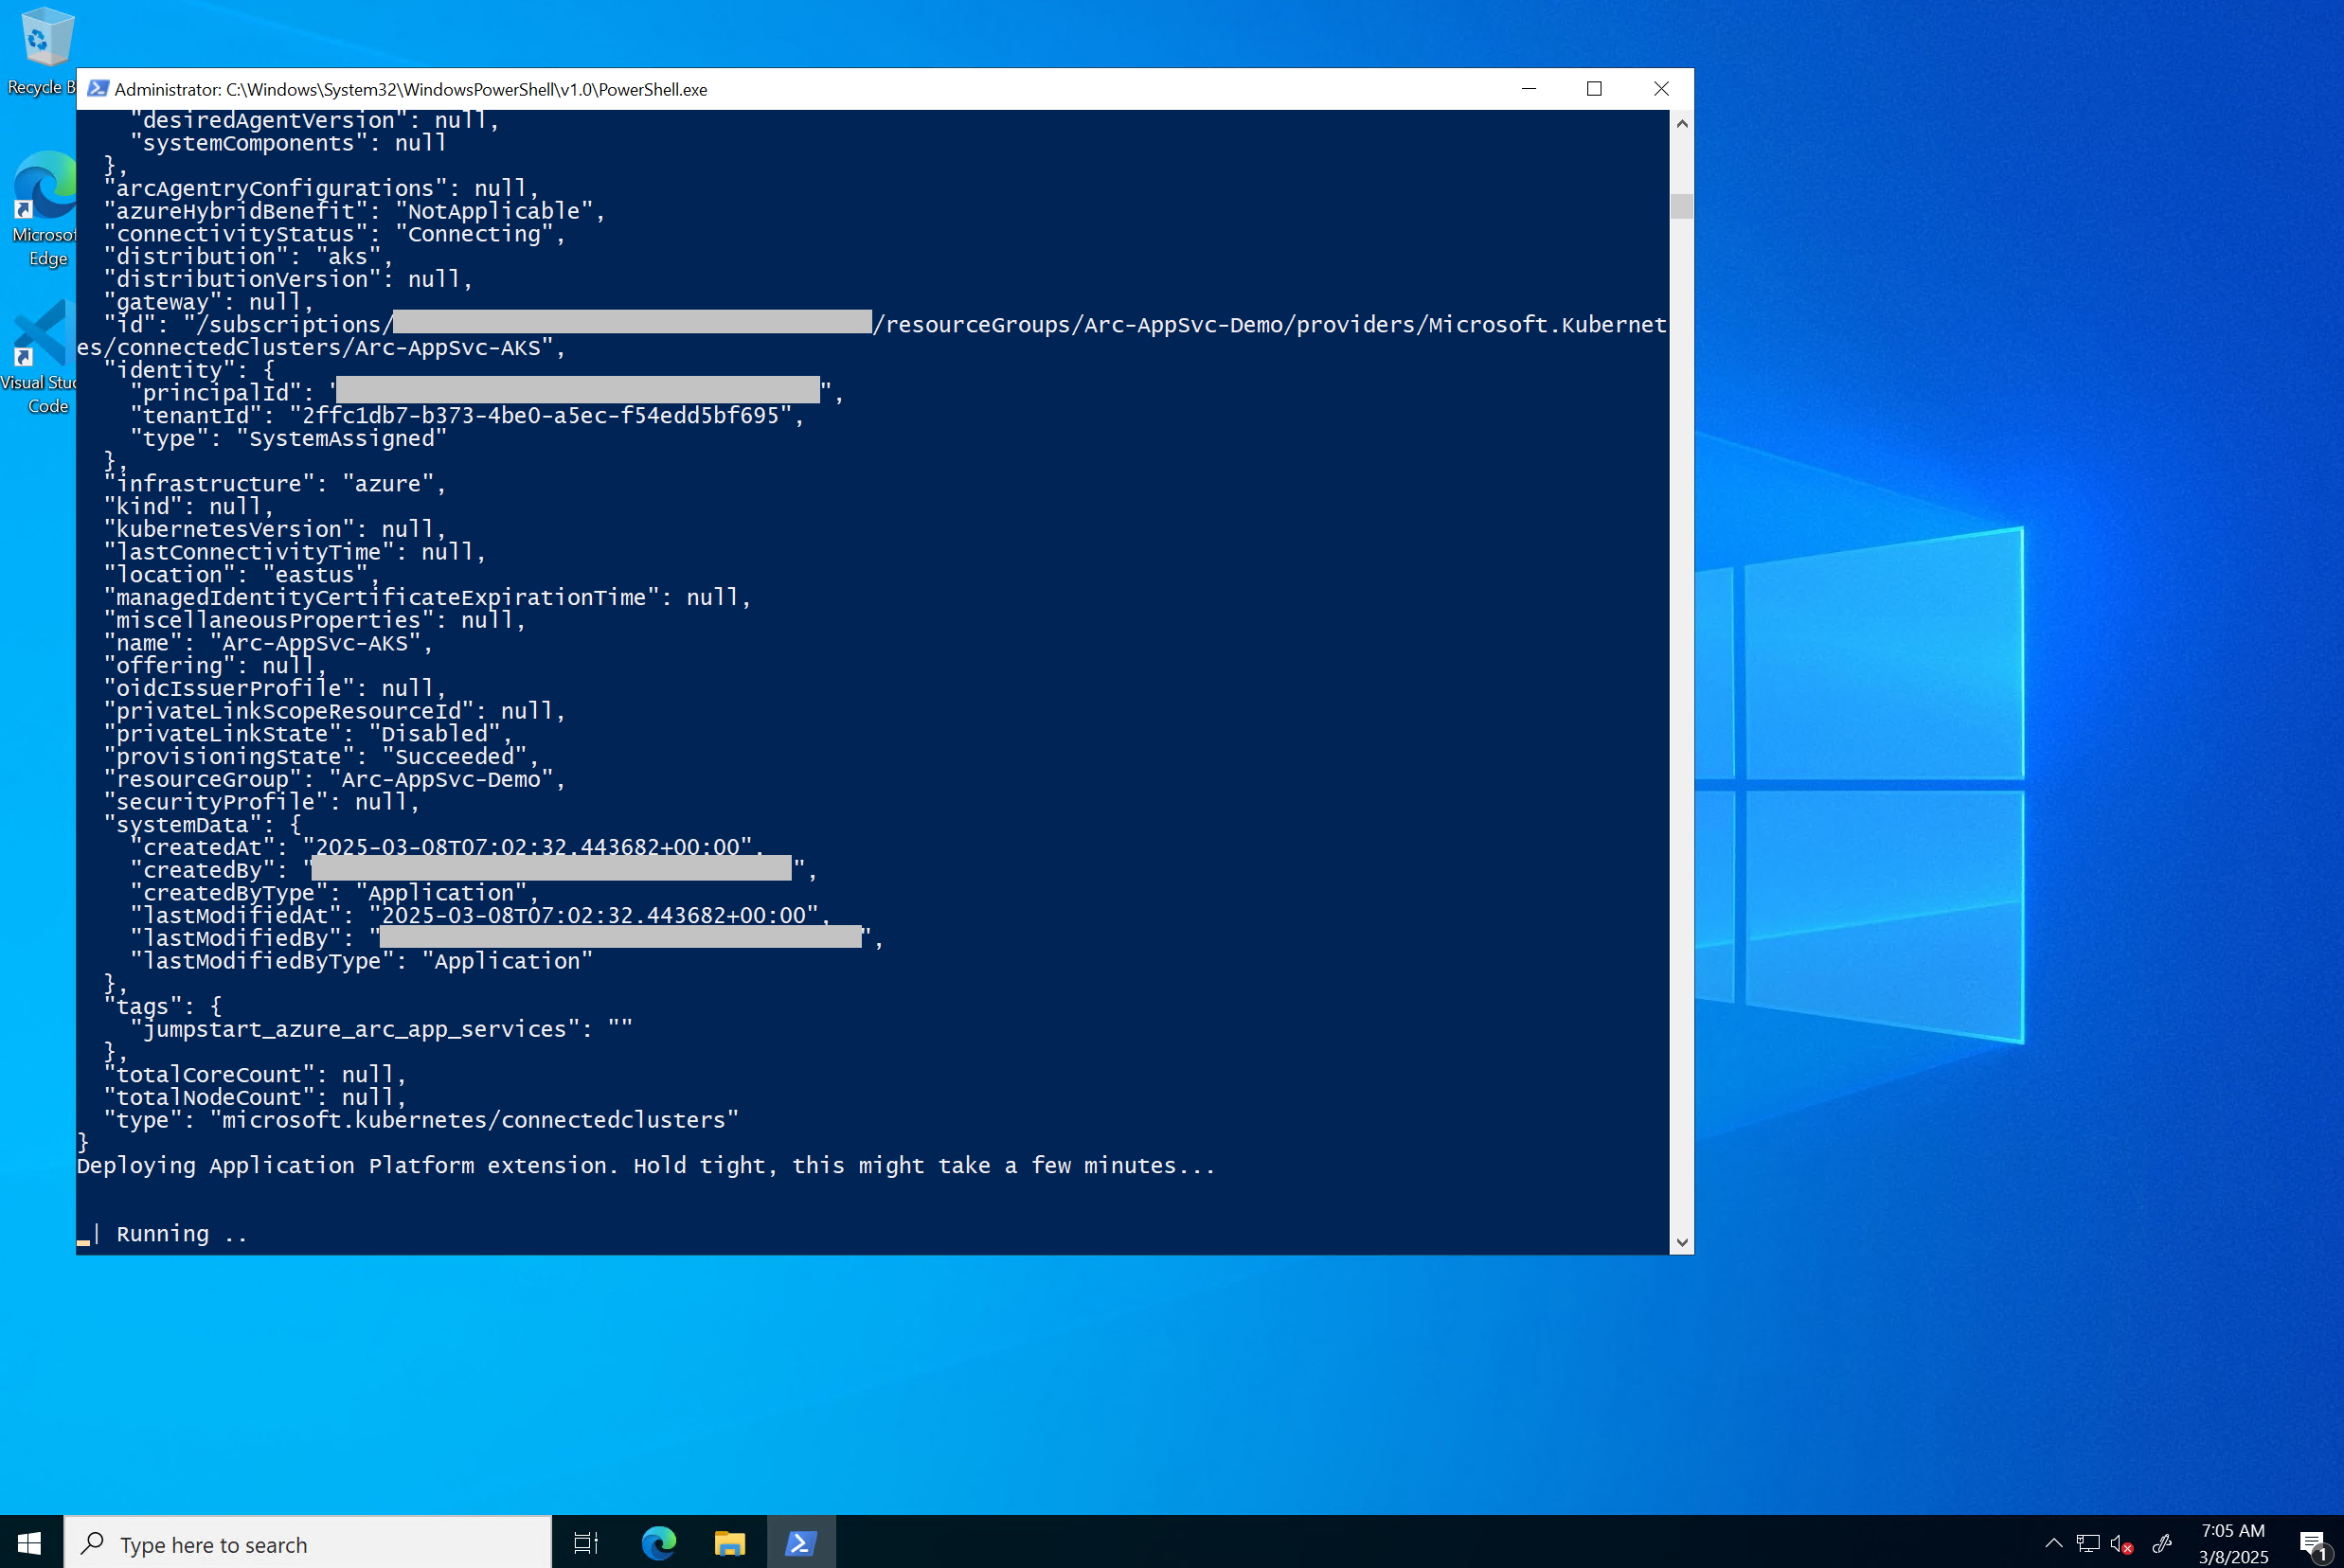 Recycle B
Microsof
Edge
Visual Stud
Code
Administrator: C:\Windows\System32\WindowsPowerShell\v1.0\PowerShell.exe
"desiredAgentVersion": null,
"systemComponents": null
},
"arcAgentryConfigurations": null,
"azureHybridBenefit": "NotApplicable",
"connectivityStatus": "Connecting",
"distribution": "aks",
"distributionVersion": null,
"gateway": null,
"id": "/subscriptions/ /resourceGroups/Arc-AppSvc-Demo/providers/Microsoft.Kubernet
es/connectedClusters/Arc-AppSvc-AKS",
"identity": {
"principalId": " ",
"tenantId": "2ffc1db7-b373-4be0-a5ec-f54edd5bf695",
"type": "SystemAssigned"
},
"infrastructure": "azure",
"kind": null,
"kubernetesVersion": null,
"lastConnectivityTime": null,
"location": "eastus",
"managedIdentityCertificateExpirationTime": null,
"miscellaneousProperties": null,
"name": "Arc-AppSvc-AKS",
"offering": null,
"oidcIssuerProfile": null,
"privateLinkScopeResourceId": null,
"privateLinkState": "Disabled",
"provisioningState": "Succeeded",
"resourceGroup": "Arc-AppSvc-Demo",
"securityProfile": null,
"systemData": {
"createdAt": "2025-03-08T07:02:32.443682+00:00",
"createdBy": " ",
"createdByType": "Application",
"lastModifiedAt": "2025-03-08T07:02:32.443682+00:00",
"lastModifiedBy": " ",
"lastModifiedByType": "Application"
},
"tags": {
"jumpstart_azure_arc_app_services": ""
},
"totalCoreCount": null,
"totalNodeCount": null,
"type": "microsoft.kubernetes/connectedclusters"
}
Deploying Application Platform extension. Hold tight, this might take a few minutes...
| Running ..
Type here to search
7:05 AM
3/8/2025
1